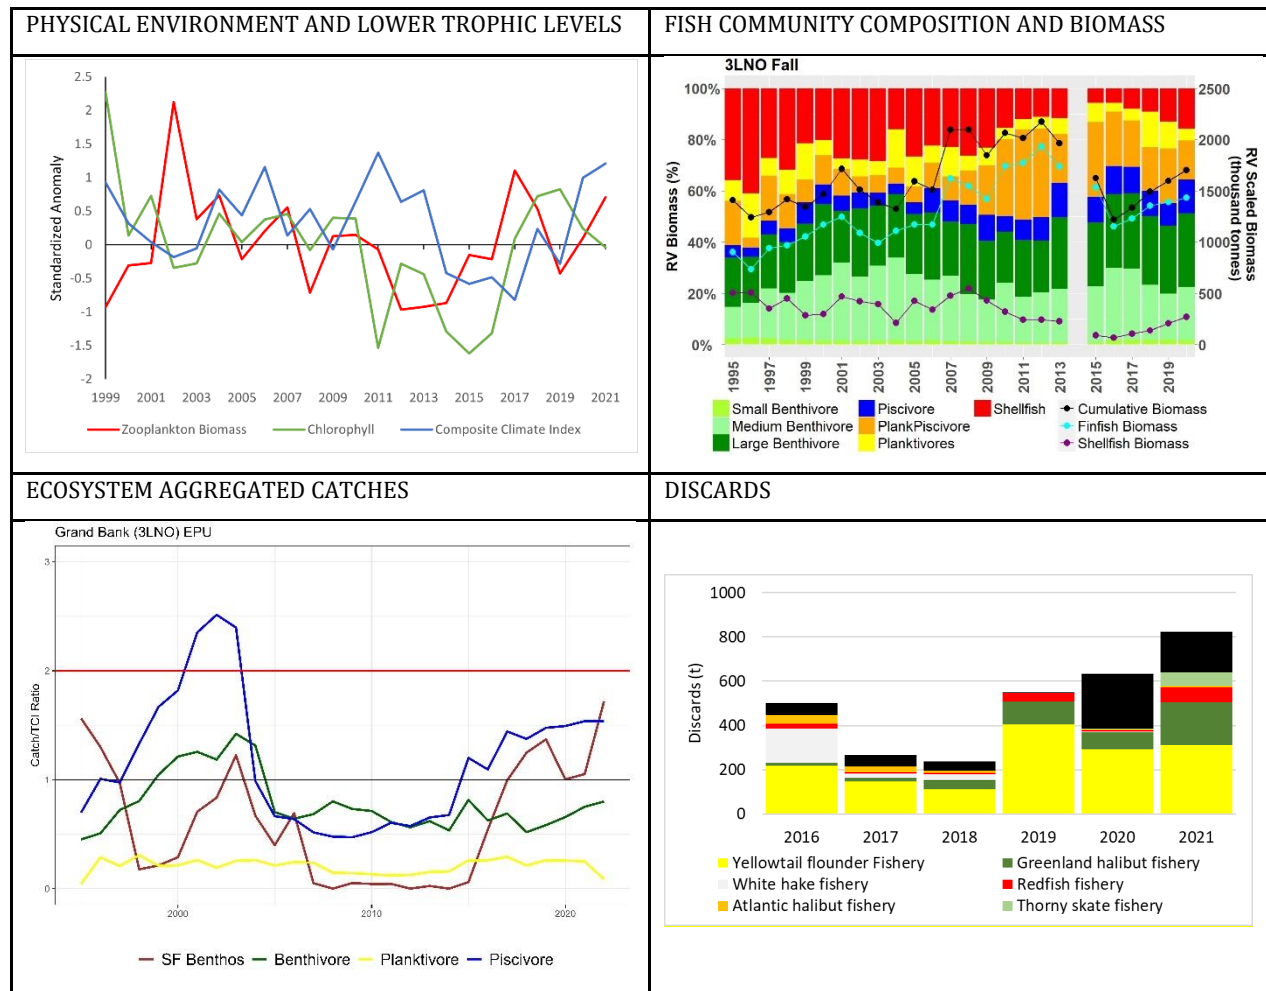 PHYSICAL ENVIRONMENT AND LOWER TROPHIC LEVELS
2.5
2
1.5
1
0.5
0
-0.5
-1
-1.5
-2
Standardized Anomaly
1999 2001 2003 2005 2007 2009 2011 2013 2015 2017 2019 2021
Zooplankton Biomass Chlorophyll Composite Climate Index
FISH COMMUNITY COMPOSITION AND BIOMASS
3LNO Fall
100%
80%
60%
40%
20%
0%
RV Biomass (%)
2500
2000
1500
1000
500
0
RV Scaled Biomass
(thousand tonnes)
1995 1997 1999 2001 2003 2005 2007 2009 2011 2013 2015 2017 2019
Small Benthivore Piscivore Shellfish Cumulative Biomass
Medium Benthivore PlankPiscivore Finfish Biomass
Large Benthivore Planktivores Shellfish Biomass
ECOSYSTEM AGGREGATED CATCHES
Grand Bank (3LNO) EPU
3
2
1
0
Catch/TCI Ratio
2000 2010 2020
SF Benthos Benthivore Planktivore Piscivore
DISCARDS
1000
800
600
400
200
0
Discards (t)
2016 2017 2018 2019 2020 2021
Yellowtail flounder Fishery Greenland halibut fishery
White hake fishery Redfish fishery
Atlantic halibut fishery Thorny skate fishery